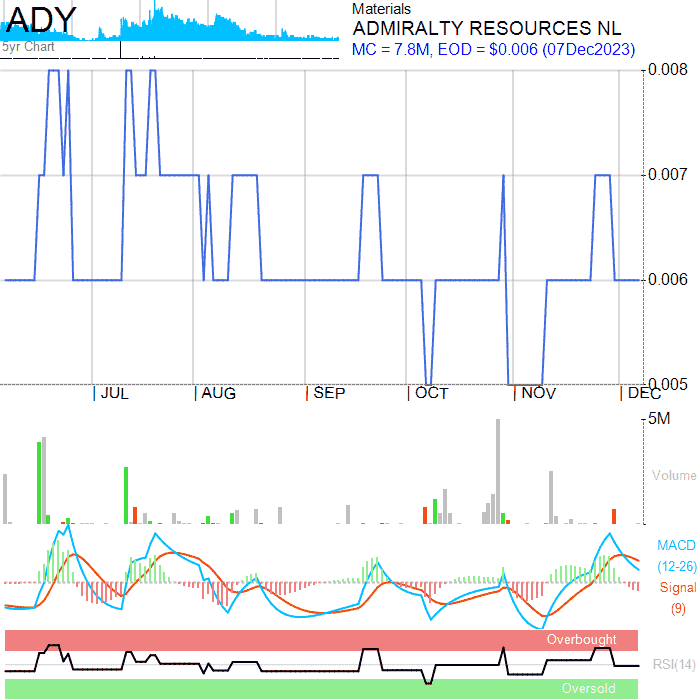 ADY
5yr Chart
Materials
ADMIRALTY RESOURCES NL
MC = 7.8M, EOD = $0.006 (07Dec2023)
0.008
0.007
0.006
0.005
JUL
AUG
SEP
OCT
NOV
DEC
5M
Volume
MACD
(12-26)
Signal
(9)
Overbought
RSI(14)
Oversold